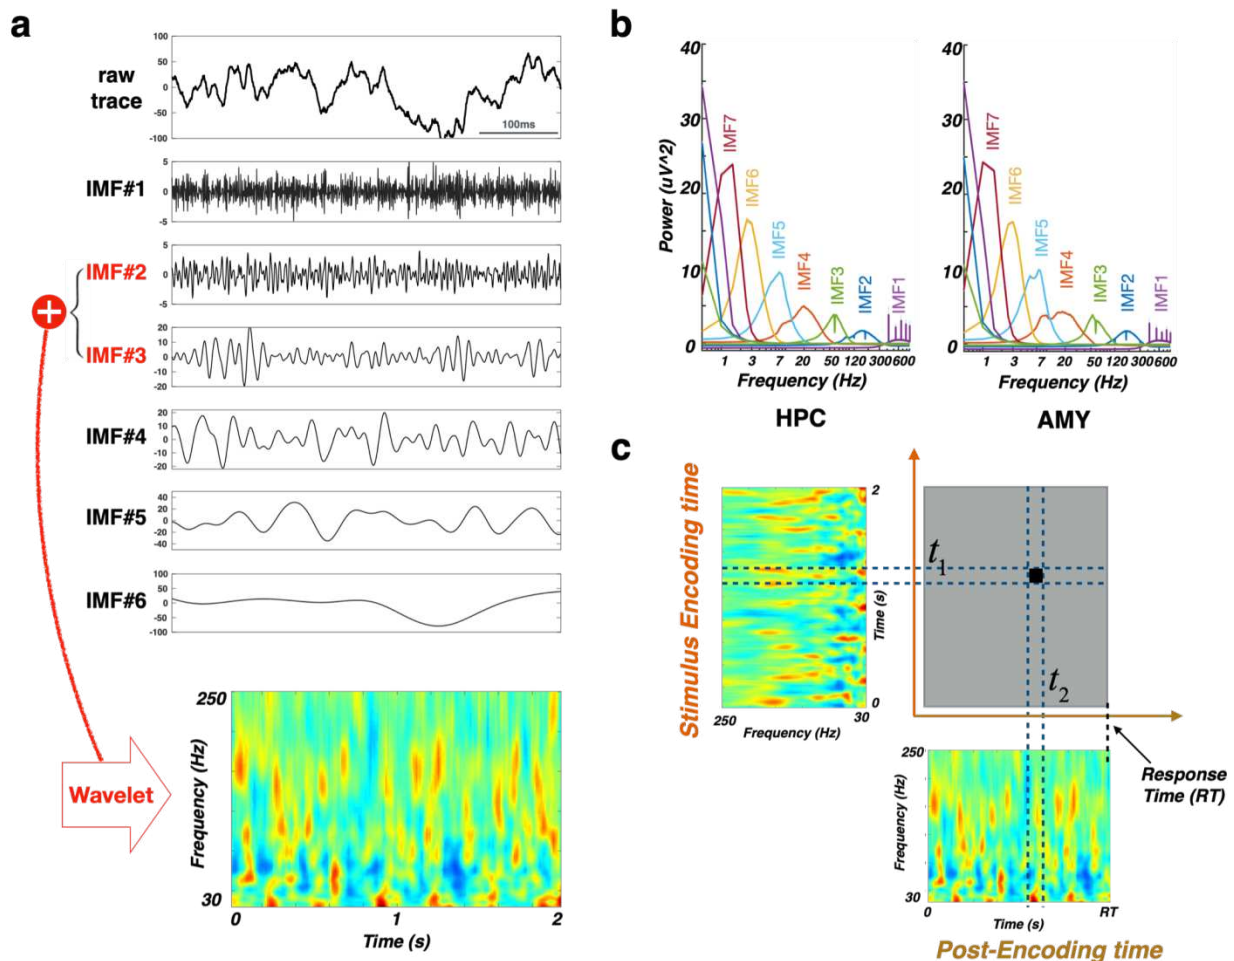 a
raw
trace
100
50
0
-50
-100
100ms
IMF#1
5
0
-5
IMF#2
5
0
-5
IMF#3
20
10
0
-10
-20
IMF#4
20
10
0
-10
-20
IMF#5
40
20
0
-20
-40
IMF#6
100
50
0
-50
-100
Wavelet
Frequency (Hz)
250
30
0
1
2
Time (s)
b
Power (uV^2)
40
30
20
10
0
IMF7
IMF6
IMF5
IMF4
IMF3
IMF2
IMF1
1 3 7 20 50 120 300 600
Frequency (Hz)
HPC
40
30
20
10
0
IMF7
IMF6
IMF5
IMF4
IMF3
IMF2
IMF1
1 3 7 20 50 120 300 600
Frequency (Hz)
AMY
c
Stimulus Encoding time
2
Time (s)
0
250
30
Frequency (Hz)
t1
t2
Response
Time (RT)
250
Frequency (Hz)
30
0
RT
Time (s)
Post-Encoding time